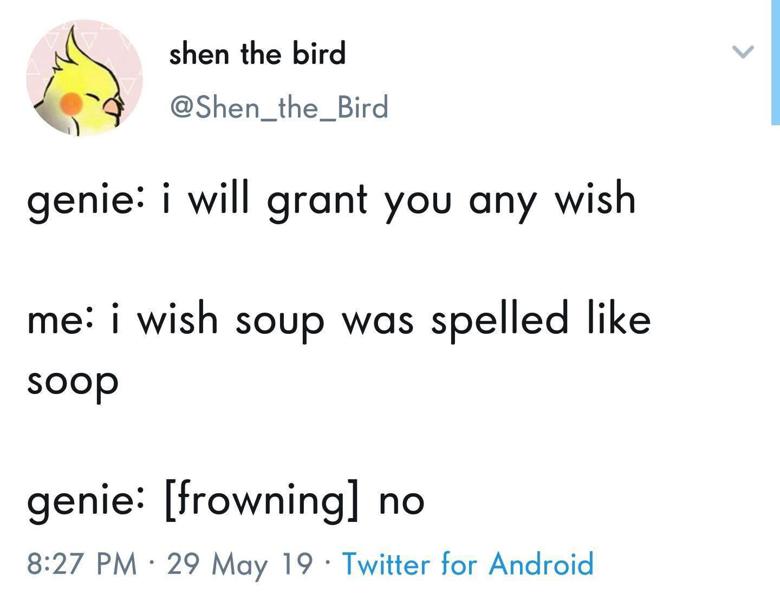 shen the bird
@Shen_the_Bird
genie: i will grant you any wish
me: i wish soup was spelled like
soop
genie: [frowning] no
8:27 PM · 29 May 19 · Twitter for Android